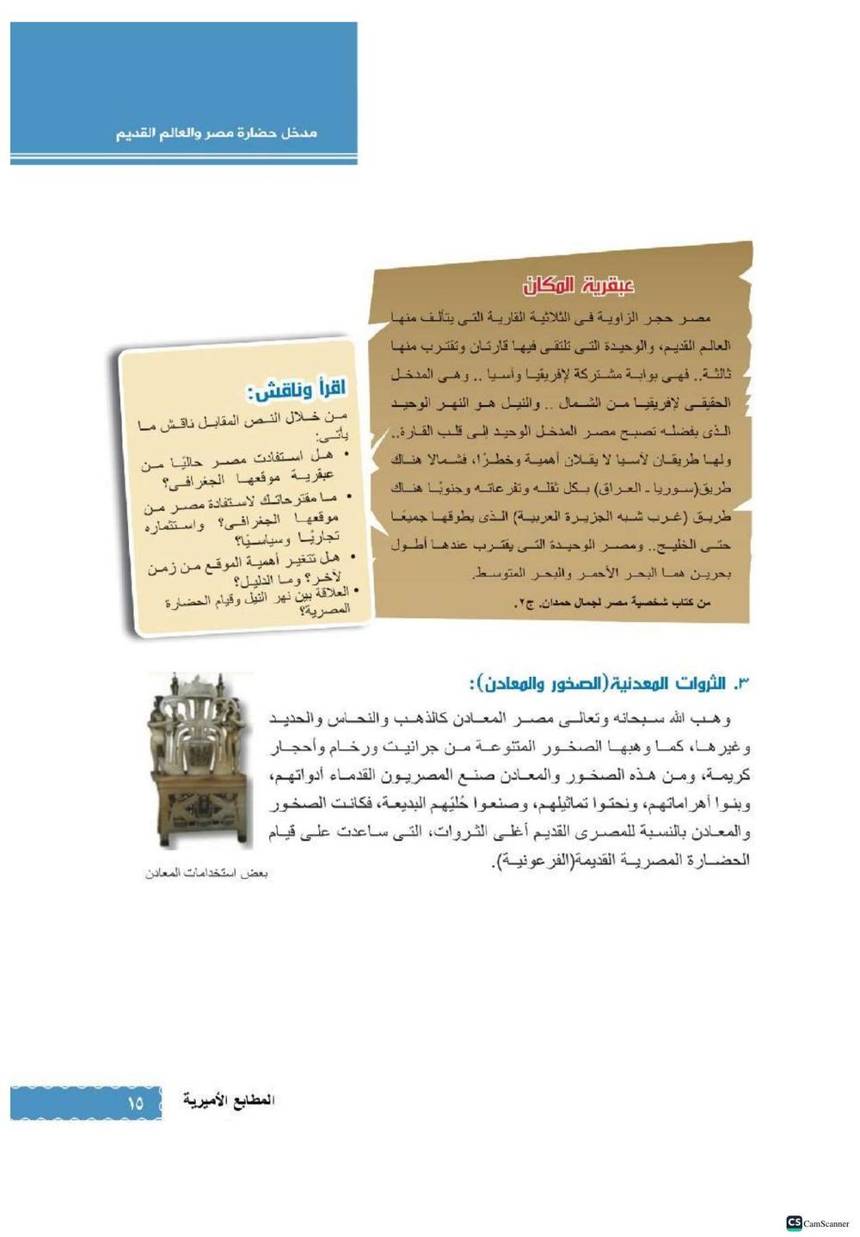 مدخل حضارة مصر والعالم القديم
عبقرية المكان
مصر حجر الزاوية فى الثلاثية القارية التى يتألف منها
العالم القديم، والوحيدة التى تلتقى فيها قارتان وتقترب منها
ثالثة.. فهى بوابة مشتركة لإفريقيا وأسيا .. وهى المدخل
الحقيقى لإفريقيا من الشمال .. والنيل هو النهر الوحيد
الذى بفضله تصبح مصر المدخل الوحيد إلى قلب القارة..
ولها طريقان لآسيا لا يقلان أهمية وخطرًا، فشمالا هناك
طريق(سوريا ـ العراق) بكل ثقله وتفرعاته وجنوبًا هناك
طريق (غرب شبه الجزيرة العربية) الذى يطوقها جميعًا
حتى الخليج.. ومصر الوحيدة التى يقترب عندها أطول
بحرين هما البحر الأحمر والبحر المتوسط.
من كتاب شخصية مصر لجمال حمدان. ج٢.
اقرأ وناقش:
من خلال النص المقابل ناقش ما
يأتى:
• هل استفادت مصر حاليًا من
عبقرية موقعها الجغرافى؟
• ما مقترحاتك لاستفادة مصر من
موقعها الجغرافى؟ واستثماره
تجاريًا وسياسيًا؟
• هل تتغير أهمية الموقع من زمن
لآخر؟ وما الدليل؟
• العلاقة بين نهر النيل وقيام الحضارة
المصرية؟
٣. الثروات المعدنية(الصخور والمعادن):
وهب الله سبحانه وتعالى مصر المعادن كالذهب والنحاس والحديد
وغيرها، كما وهبها الصخور المتنوعة من جرانيت ورخام وأحجار
كريمة، ومن هذه الصخور والمعادن صنع المصريون القدماء أدواتهم،
وبنوا أهراماتهم، ونحتوا تماثيلهم، وصنعوا حُليّهم البديعة، فكانت الصخور
والمعادن بالنسبة للمصرى القديم أغلى الثروات، التى ساعدت على قيام
الحضارة المصرية القديمة(الفرعونية).
بعض استخدامات المعادن
المطابع الأميرية
١٥
CS CamScanner